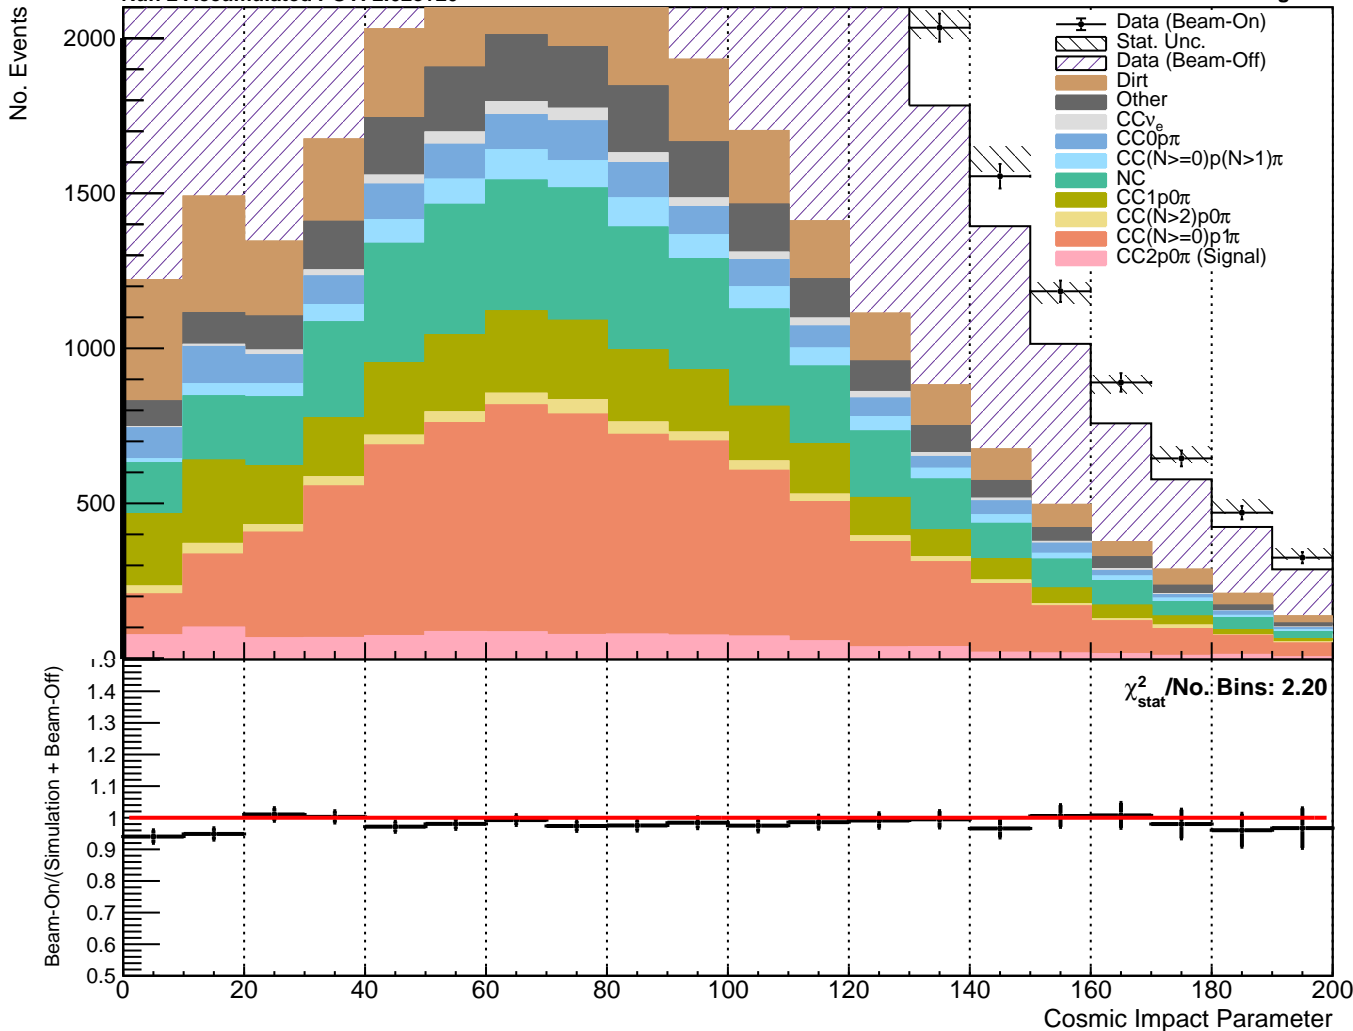 No. Events
2000
1500
1000
500
Data (Beam-On)
Stat. Unc.
Data (Beam-Off)
Dirt
Other
CCνe
CC0pπ
CC(N>=0)p(N>1)π
NC
CC1p0π
CC(N>2)p0π
CC(N>=0)p1π
CC2p0π (Signal)
χ²stat/No. Bins: 2.20
Beam-On/(Simulation + Beam-Off)
1.4
1.3
1.2
1.1
1
0.9
0.8
0.7
0.6
0.5
0 20 40 60 80 100 120 140 160 180 200
Cosmic Impact Parameter